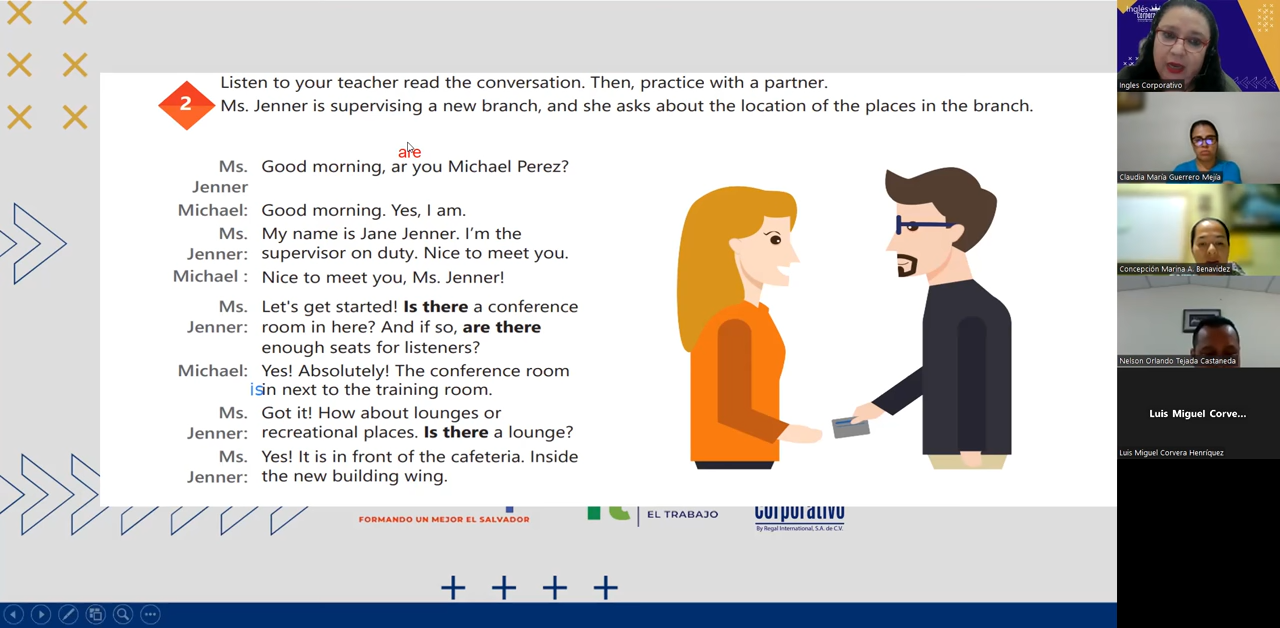 2
Listen to your teacher read the conversation. Then, practice with a partner.
Ms. Jenner is supervising a new branch, and she asks about the location of the places in the branch.
are
Ms. Jenner Good morning, ar you Michael Perez?
Michael: Good morning. Yes, I am.
Ms. My name is Jane Jenner. I'm the
Jenner: supervisor on duty. Nice to meet you.
Michael : Nice to meet you, Ms. Jenner!
Ms. Let's get started! Is there a conference
Jenner: room in here? And if so, are there
enough seats for listeners?
Michael: Yes! Absolutely! The conference room
is in next to the training room.
Ms. Got it! How about lounges or
Jenner: recreational places. Is there a lounge?
Ms. Yes! It is in front of the cafeteria. Inside
Jenner: the new building wing.
FORMANDO UN MEJOR EL SALVADOR
EL TRABAJO
corporativo
By Regal International, S.A. de C.V.
Inglés
Corporativo
Ingles Corporativo
Claudia María Guerrero Mejía
Concepción Marina A. Benavidez
Nelson Orlando Tejada Castaneda
Luis Miguel Corve...
Luis Miguel Corvera Henríquez